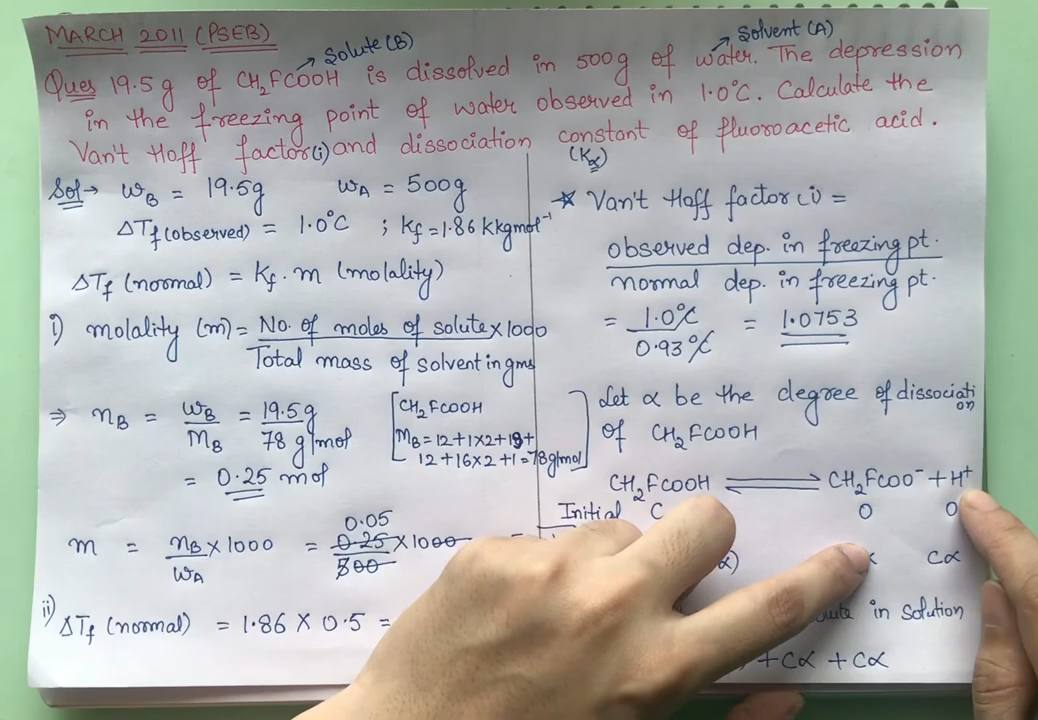 MARCH 2011 (PSEB)
→ Solute (B)
→ Solvent (A)
Ques 19.5 g of CH₂FCOOH is dissolved in 500g of water. The depression
in the freezing point of water observed in 1.0°C. Calculate the
Van't Hoff factor(i) and dissociation constant of fluoroacetic acid.
(Kα)
Sol → wB = 19.5g wA = 500g
ΔTf (observed) = 1.0°C ; Kf = 1.86 K kg mol⁻¹
ΔTf (normal) = Kf . m (molality)
i) molality (m) = No. of moles of solute × 1000
Total mass of solvent in gms
⇒ nB = wB = 19.5g
MB 78 g/mol
= 0.25 mol
[CH₂FCOOH
MB = 12 + 1×2 + 19 +
12 + 16×2 + 1 = 78g/mol]
m = nB × 1000 = 0.25 × 1000 =
wA 500
0.05
ii) ΔTf (normal) = 1.86 × 0.5 =
★ Van't Hoff factor (i) =
observed dep. in freezing pt.
normal dep. in freezing pt.
= 1.0°C = 1.0753
0.93°C
Let α be the degree of dissociation
of CH₂FCOOH
CH₂FCOOH ⇌ CH₂FCOO⁻ + H⁺
Initial C 0 0
α) Cα
in solution
+ Cα + Cα